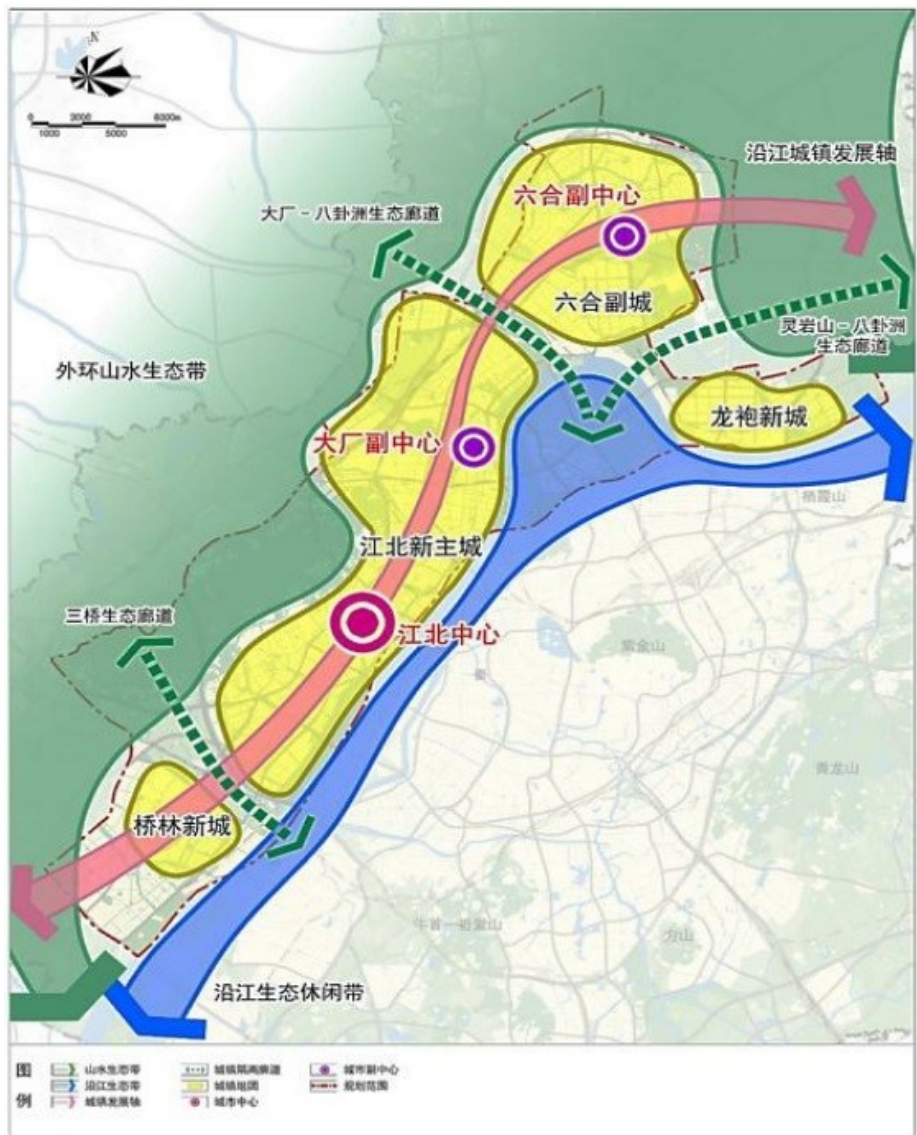 N
0 2000 6000m
1000 5000
沿江城镇发展轴
六合副中心
大厂－八卦洲生态廊道
六合副城
灵岩山－八卦洲
生态廊道
外环山水生态带
龙袍新城
大厂副中心
栖霞山
江北新主城
三桥生态廊道
江北中心
紫金山
青龙山
桥林新城
牛首－祖堂山
方山
沿江生态休闲带
图
例
山水生态带
城镇隔离廊道
城市副中心
沿江生态带
城镇组团
规划范围
城镇发展轴
城市中心